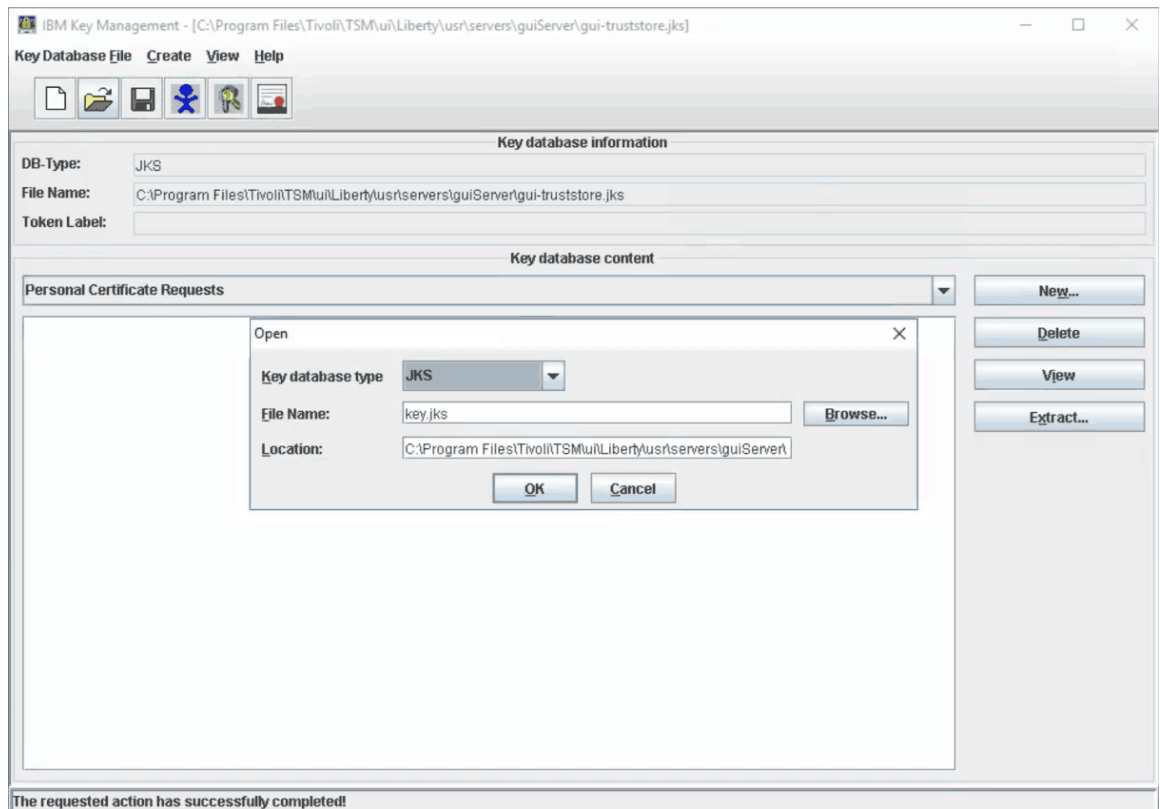 IBM Key Management - [C:\Program Files\Tivoli\TSM\ui\Liberty\usr\servers\guiServer\gui-truststore.jks]
Key Database File Create View Help
Key database information
DB-Type: JKS
File Name: C:\Program Files\Tivoli\TSM\ui\Liberty\usr\servers\guiServer\gui-truststore.jks
Token Label:
Key database content
Personal Certificate Requests
New...
Open
Delete
Key database type JKS
View
File Name: key.jks Browse...
Extract...
Location: C:\Program Files\Tivoli\TSM\ui\Liberty\usr\servers\guiServer\
OK Cancel
The requested action has successfully completed!